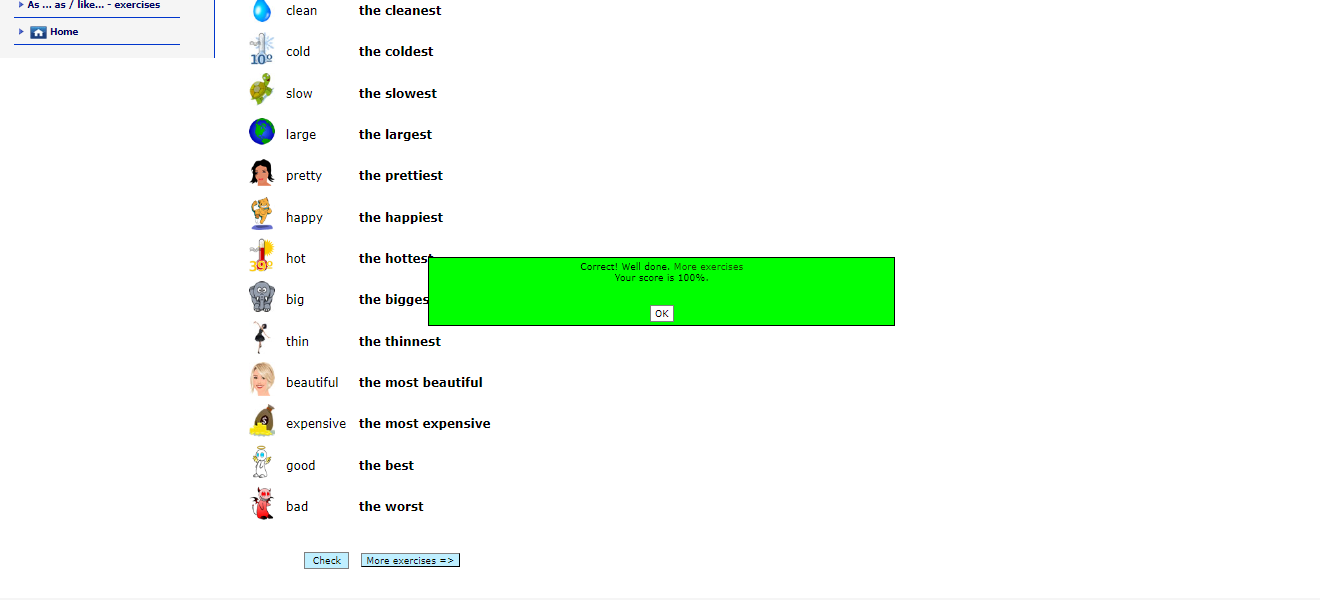 As ... as / like... - exercises
Home
clean the cleanest
10º cold the coldest
slow the slowest
large the largest
pretty the prettiest
happy the happiest
39º hot the hottest
big the bigges
thin the thinnest
beautiful the most beautiful
expensive the most expensive
good the best
bad the worst
Correct! Well done. More exercises
Your score is 100%.
OK
Check More exercises =>